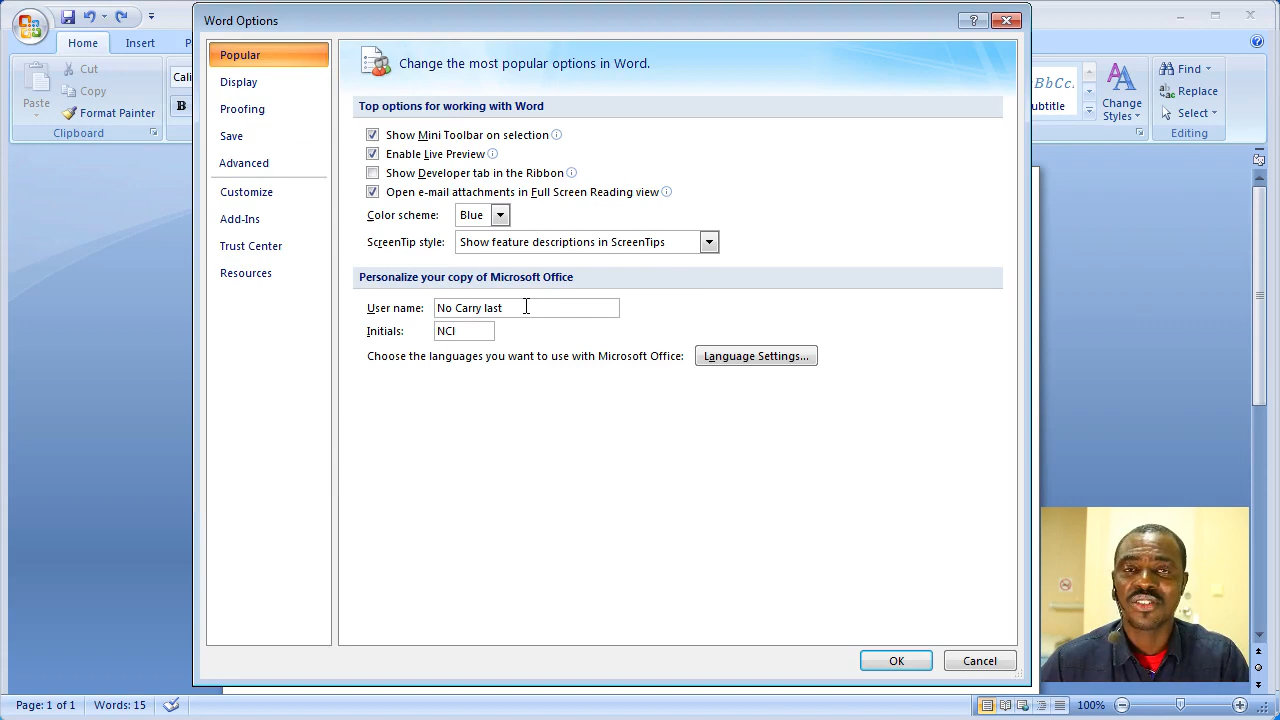 Word Options
Home
Insert
P
Cut
Copy
Format Painter
Paste
Clipboard
Cali
B
Popular
Display
Proofing
Save
Advanced
Customize
Add-Ins
Trust Center
Resources
Change the most popular options in Word.
Top options for working with Word
Show Mini Toolbar on selection
Enable Live Preview
Show Developer tab in the Ribbon
Open e-mail attachments in Full Screen Reading view
Color scheme: Blue
ScreenTip style: Show feature descriptions in ScreenTips
Personalize your copy of Microsoft Office
User name: No Carry last
Initials: NCl
Choose the languages you want to use with Microsoft Office: Language Settings...
OK
Cancel
BbCc.
ubtitle
Change
Styles
Find
Replace
Select
Editing
Page: 1 of 1
Words: 15
100%